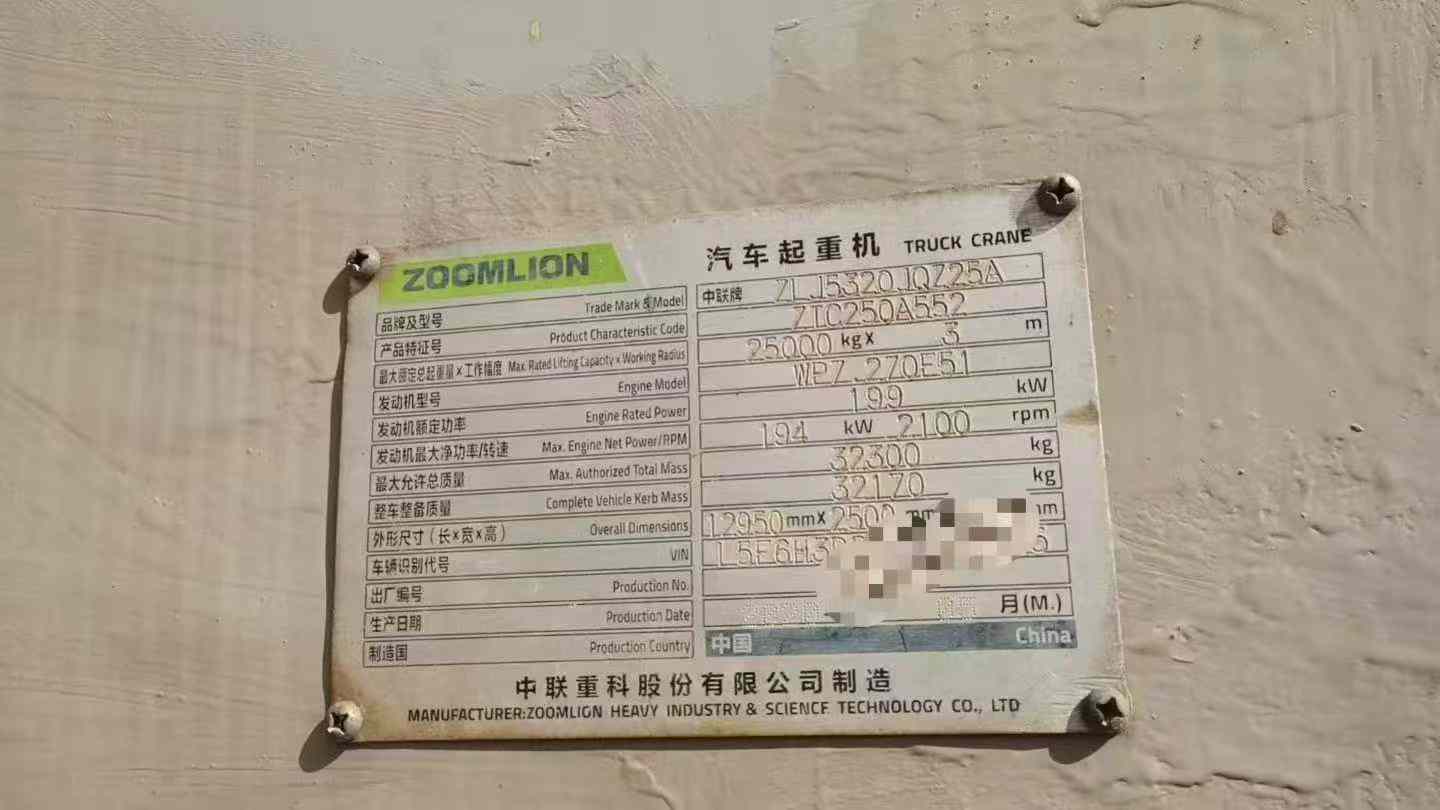 ZOOMLION
汽车起重机 TRUCK CRANE
品牌及型号 Trade Mark & Model 中联牌 ZLJ5320JQZ25A
产品特征号 Product Characteristic Code ZTC250A552
最大额定总起重量×工作幅度 Max. Rated Lifting Capacity x Working Radius 25000 kg x 3 m
发动机型号 Engine Model WP7.270E51
发动机额定功率 Engine Rated Power 199 kW
发动机最大净功率/转速 Max. Engine Net Power/RPM 194 kW 2100 rpm
最大允许总质量 Max. Authorized Total Mass 32300 kg
整车整备质量 Complete Vehicle Kerb Mass 32170 kg
外形尺寸（长×宽×高） Overall Dimensions 12950 mm X 2500
车辆识别代号 VIN L5E6H3
出厂编号 Production No.
生产日期 Production Date 月(M.)
制造国 Production Country 中国 China
中联重科股份有限公司制造
MANUFACTURER:ZOOMLION HEAVY INDUSTRY & SCIENCE TECHNOLOGY CO., LTD